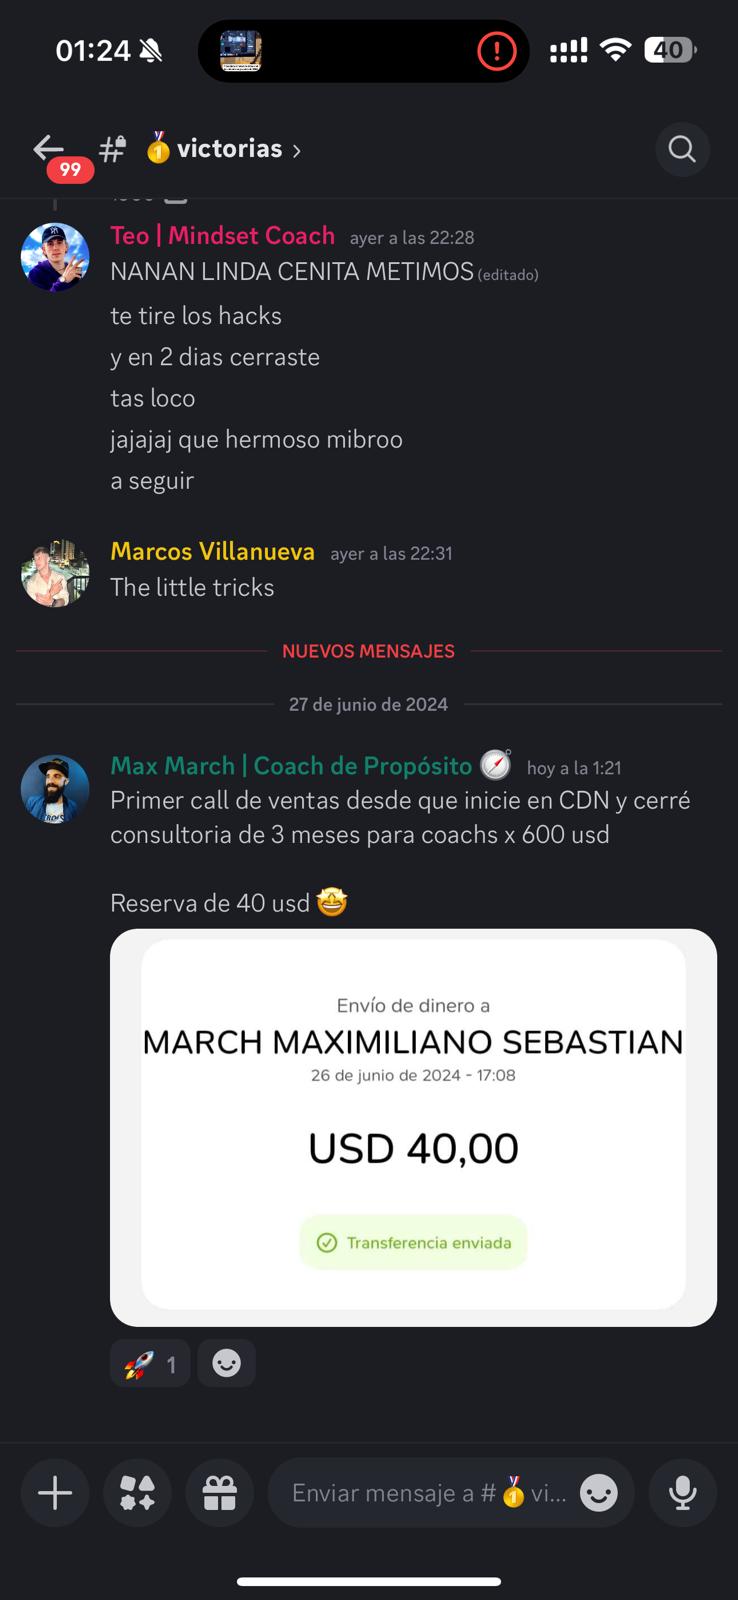 01:24
40
99
victorias
Teo | Mindset Coach ayer a las 22:28
NANAN LINDA CENITA METIMOS (editado)
te tire los hacks
y en 2 dias cerraste
tas loco
jajajaj que hermoso mibroo
a seguir
Marcos Villanueva ayer a las 22:31
The little tricks
NUEVOS MENSAJES
27 de junio de 2024
Max March | Coach de Propósito hoy a la 1:21
Primer call de ventas desde que inicie en CDN y cerré
consultoria de 3 meses para coachs x 600 usd
Reserva de 40 usd 🤩
Envío de dinero a
MARCH MAXIMILIANO SEBASTIAN
26 de junio de 2024 - 17:08
USD 40,00
Transferencia enviada
🚀 1
Enviar mensaje a #🏅vi...